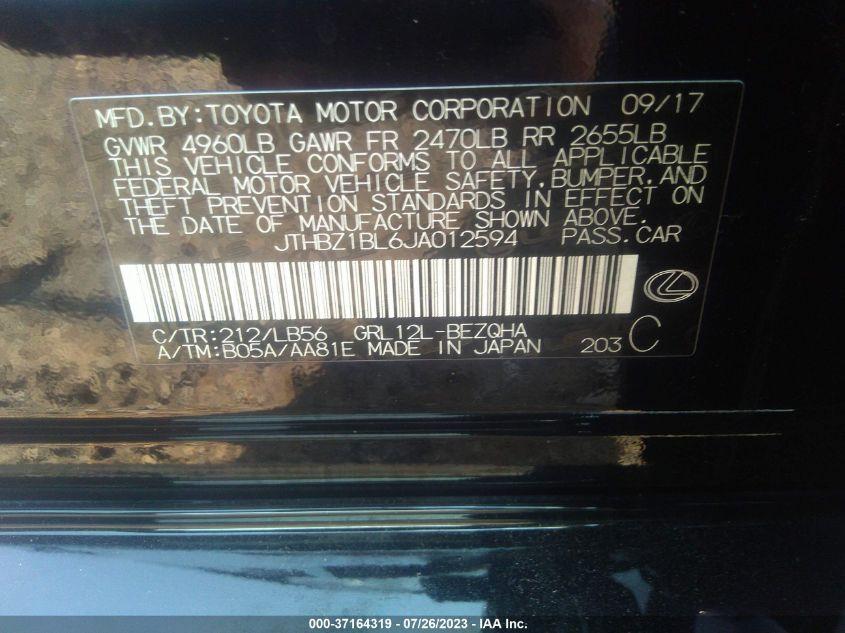 MFD.BY:TOYOTA MOTOR CORPORATION 09/17
GVWR 4960LB GAWR FR 2470LB RR 2655LB
THIS VEHICLE CONFORMS TO ALL APPLICABLE
FEDERAL MOTOR VEHICLE SAFETY,BUMPER,AND
THEFT PREVENTION STANDARDS IN EFFECT ON
THE DATE OF MANUFACTURE SHOWN ABOVE.
JTHBZ1BL6JA012594 PASS.CAR
C/TR:212/LB56 GRL12L-BEZQHA
A/TM:B05A/AA81E MADE IN JAPAN 203 C
000-37164319 / 07/26/2023 - IAA Inc.